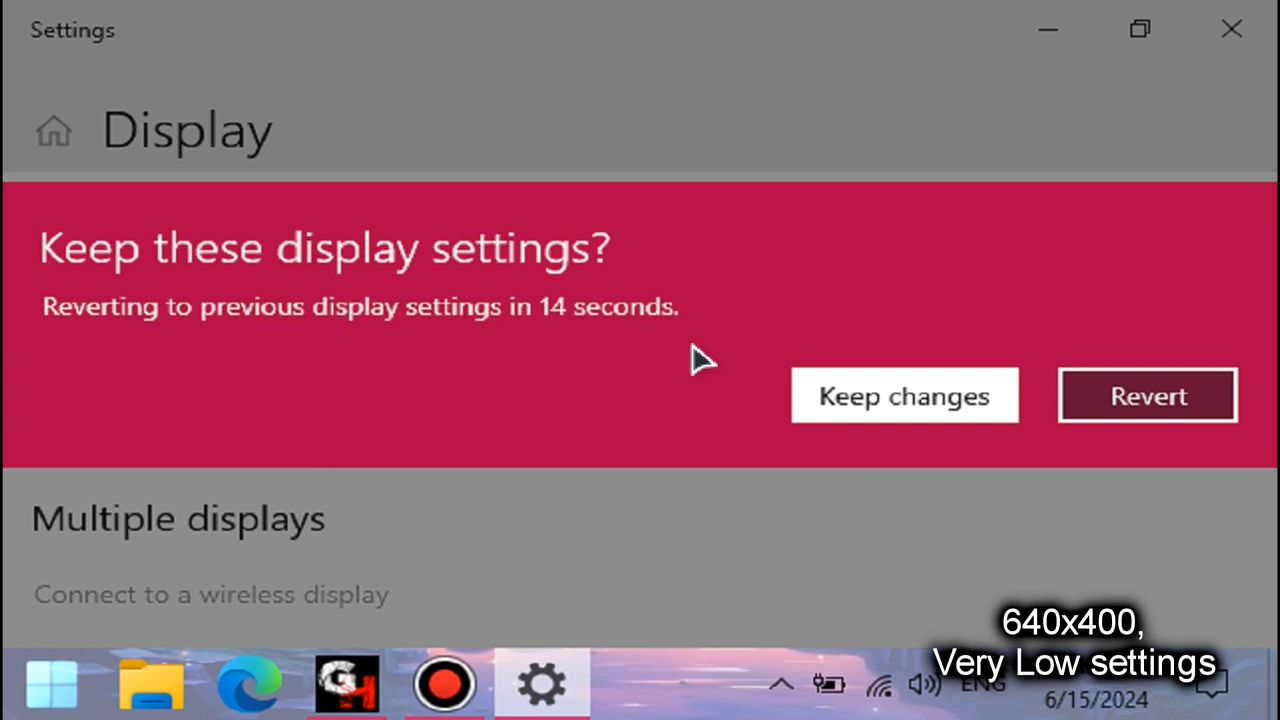 Settings
Display
Keep these display settings?
Reverting to previous display settings in 14 seconds.
Keep changes
Revert
Multiple displays
Connect to a wireless display
640x400,
Very Low settings
GH
ENG
6/15/2024